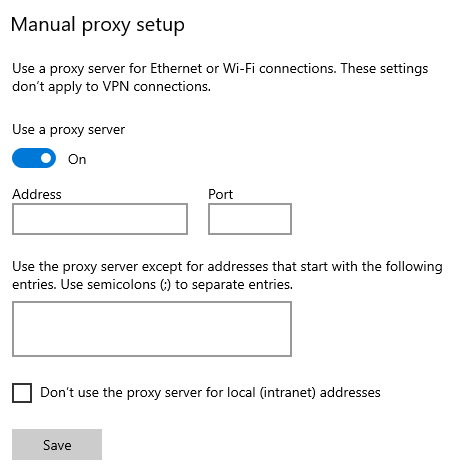 Manual proxy setup
Use a proxy server for Ethernet or Wi-Fi connections. These settings
don't apply to VPN connections.
Use a proxy server
On
Address Port
Use the proxy server except for addresses that start with the following
entries. Use semicolons (;) to separate entries.
Don't use the proxy server for local (intranet) addresses
Save